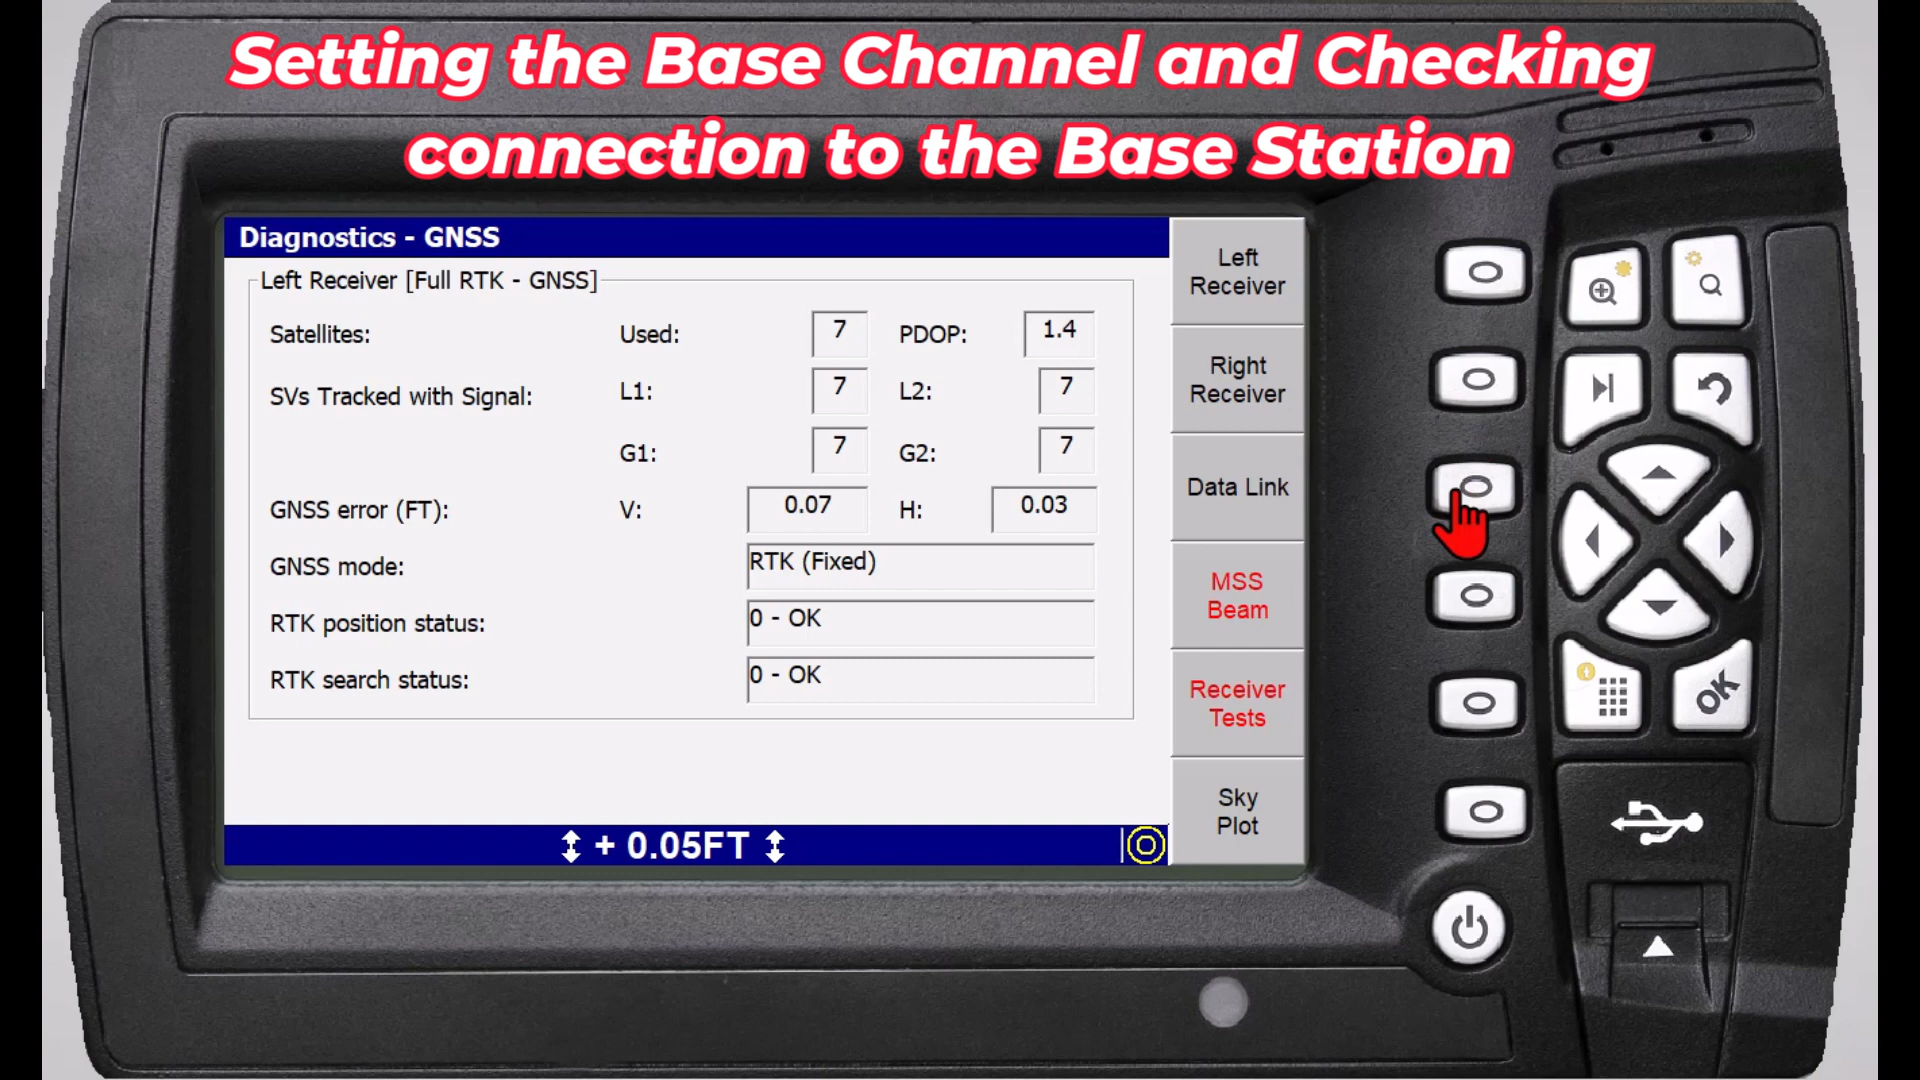 Setting the Base Channel and Checking
connection to the Base Station
Diagnostics - GNSS
Left Receiver [Full RTK - GNSS]
Satellites: Used: 7 PDOP: 1.4
SVs Tracked with Signal: L1: 7 L2: 7
G1: 7 G2: 7
GNSS error (FT): V: 0.07 H: 0.03
GNSS mode: RTK (Fixed)
RTK position status: 0 - OK
RTK search status: 0 - OK
+ 0.05FT
Left
Receiver
Right
Receiver
Data Link
MSS
Beam
Receiver
Tests
Sky
Plot
OK